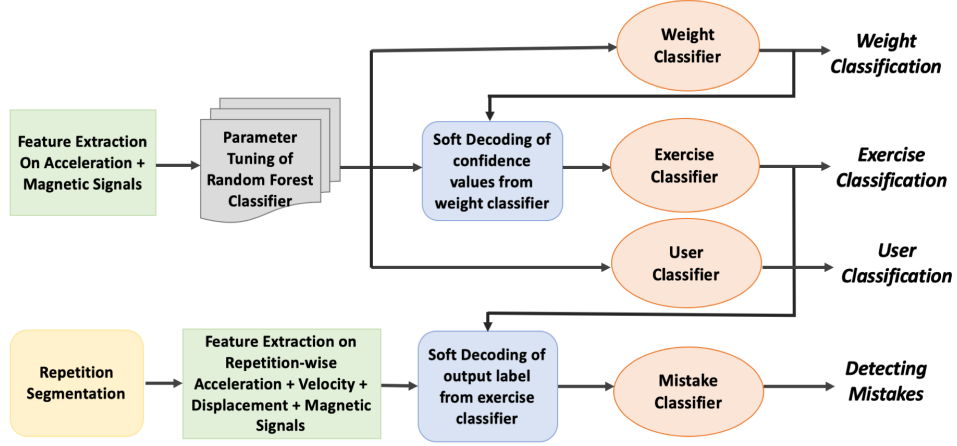 Weight
Classifier
Weight
Classification
Feature Extraction
On Acceleration +
Magnetic Signals
Parameter
Tuning of
Random Forest
Classifier
Soft Decoding of
confidence
values from
weight classifier
Exercise
Classifier
Exercise
Classification
User
Classifier
User
Classification
Repetition
Segmentation
Feature Extraction on
Repetition-wise
Acceleration + Velocity +
Displacement + Magnetic
Signals
Soft Decoding of
output label
from exercise
classifier
Mistake
Classifier
Detecting
Mistakes